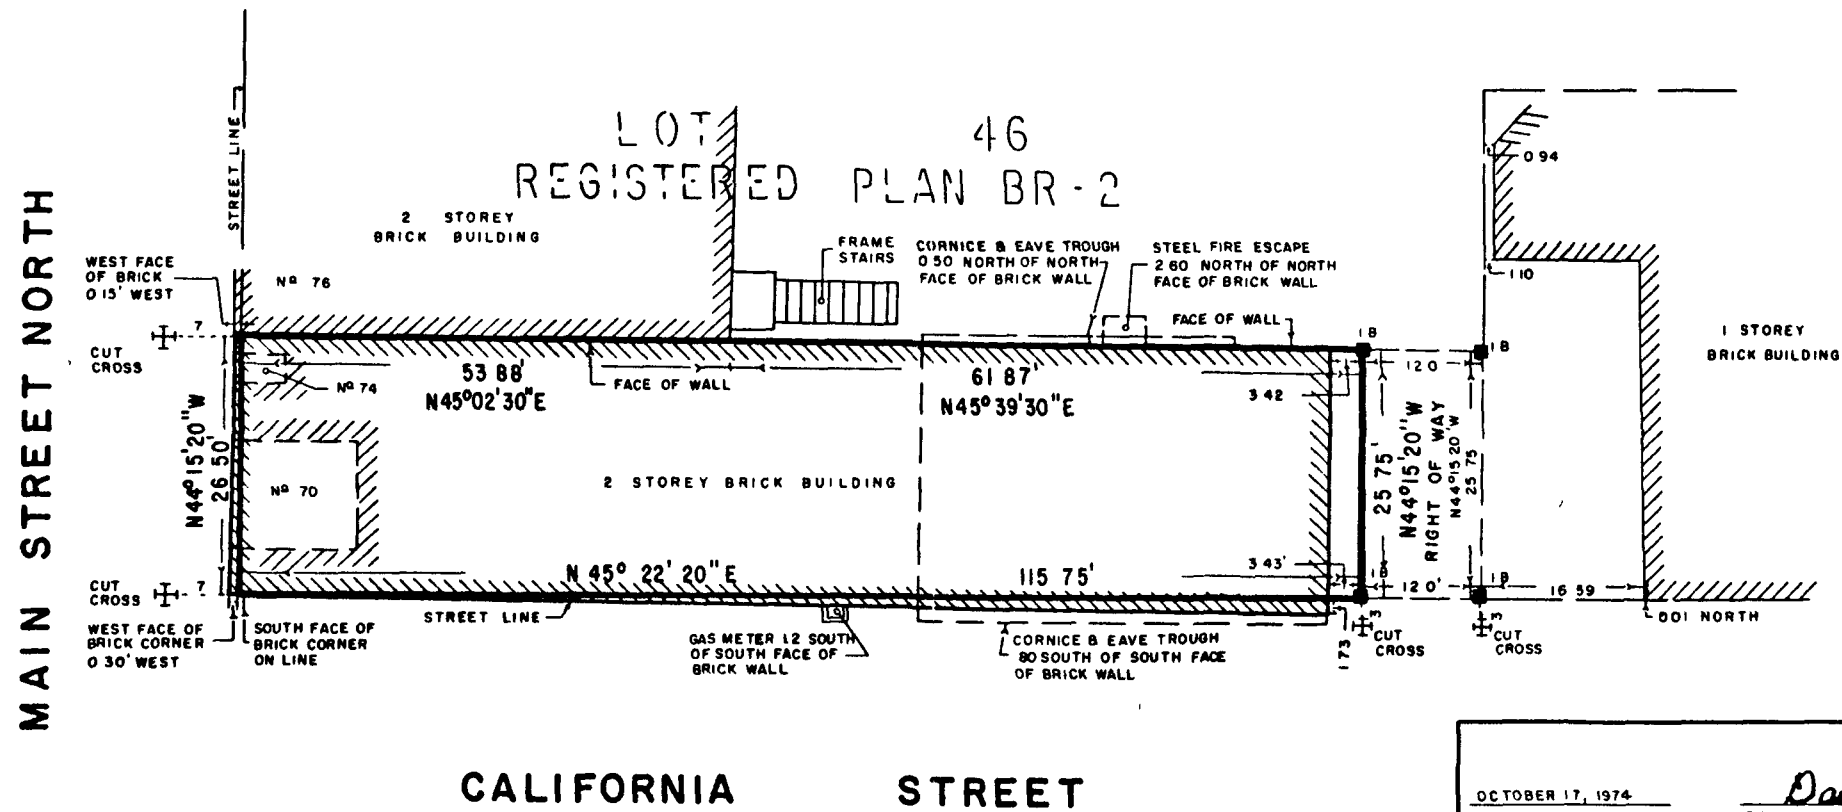 LOT 46
REGISTERED PLAN BR-2
MAIN STREET NORTH
STREET LINE
2 STOREY
BRICK BUILDING
Nº 76
WEST FACE
OF BRICK
0 15' WEST
7
CUT
CROSS
FRAME
STAIRS
CORNICE & EAVE TROUGH
0 50 NORTH OF NORTH
FACE OF BRICK WALL
STEEL FIRE ESCAPE
2 60 NORTH OF NORTH
FACE OF BRICK WALL
FACE OF WALL
0 94
1 10
1 STOREY
BRICK BUILDING
I B
I B
12 0
Nº 74
53 88'
N45°02'30"E
FACE OF WALL
61 87'
N45°39'30"E
3 42
N44°15'20"W
26 50'
Nº 70
2 STOREY BRICK BUILDING
25 75'
N44°15'20"W
RIGHT OF WAY
N44°15'20"W
25 75
N 45° 22' 20" E
115 75'
3 43'
I B
12 0'
I B
16 59
CUT
CROSS
7
STREET LINE
WEST FACE OF
BRICK CORNER
0 30' WEST
SOUTH FACE OF
BRICK CORNER
ON LINE
GAS METER 1.2 SOUTH
OF SOUTH FACE OF
BRICK WALL
CORNICE & EAVE TROUGH
80 SOUTH OF SOUTH FACE
OF BRICK WALL
1 73
3
CUT
CROSS
3
CUT
CROSS
0 01 NORTH
CALIFORNIA STREET
OCTOBER 17, 1974